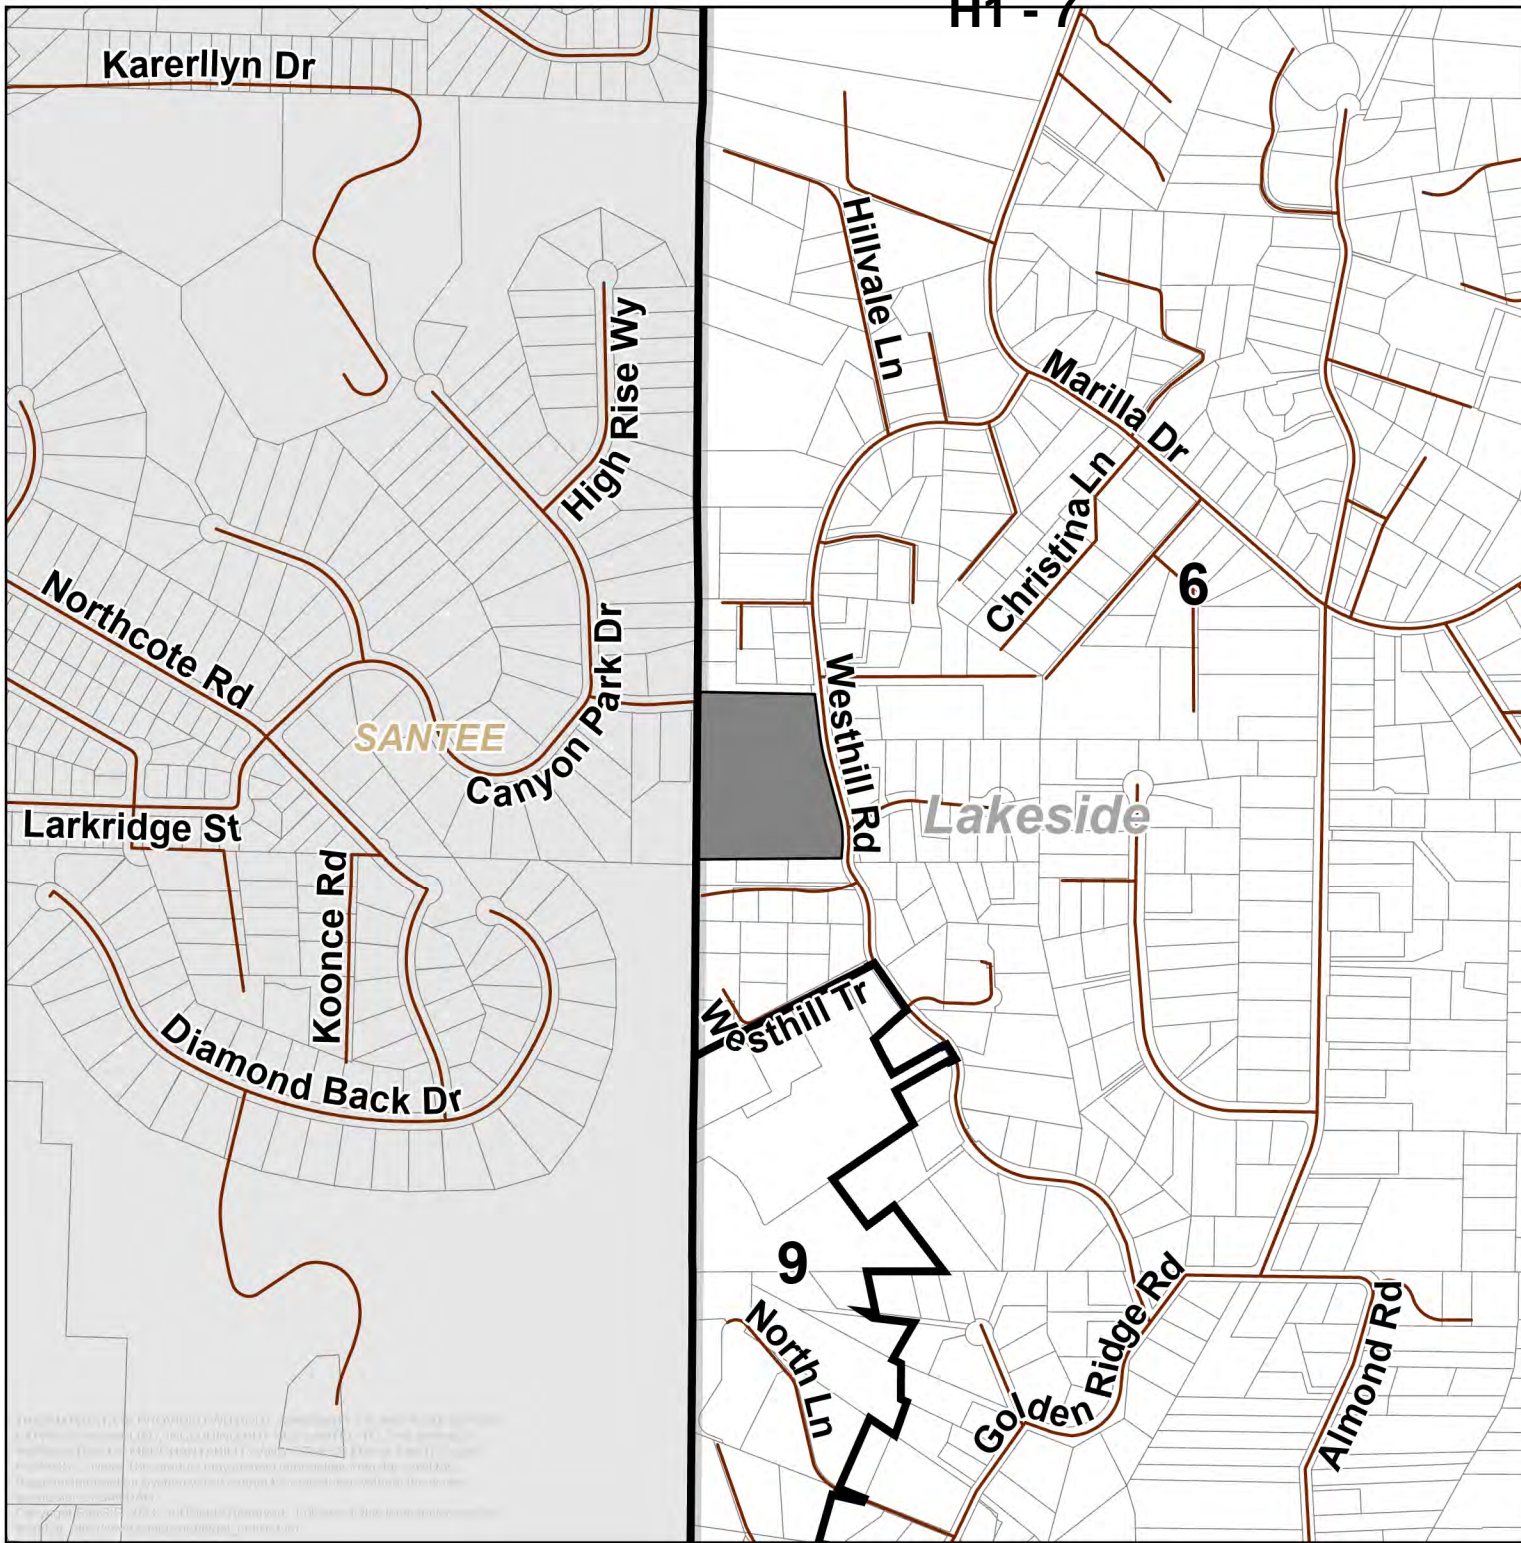 H1 - 7
Karerllyn Dr
Hillvale Ln
High Rise Wy
Marilla Dr
Christina Ln
6
Northcote Rd
SANTEE
Canyon Park Dr
Westhill Rd
Lakeside
Larkridge St
Koonce Rd
Diamond Back Dr
Westhill Tr
9
North Ln
Golden Ridge Rd
Almond Rd